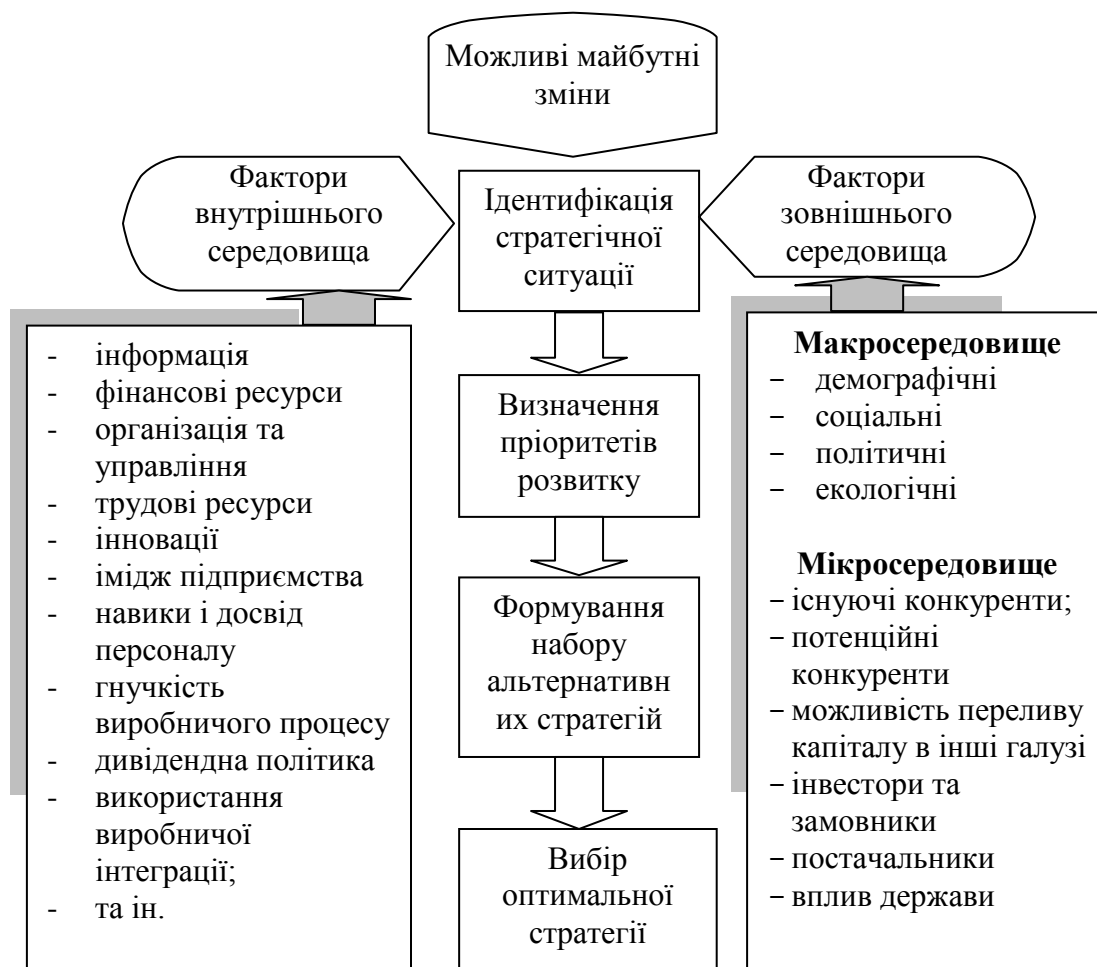 Можливі майбутні
зміни
Фактори
внутрішнього
середовища
Ідентифікація
стратегічної
ситуації
Фактори
зовнішнього
середовища
- інформація
- фінансові ресурси
- організація та
управління
- трудові ресурси
- інновації
- імідж підприємства
- навики і досвід
персоналу
- гнучкість
виробничого процесу
- дивідендна політика
- використання
виробничої
інтеграції;
- та ін.
Визначення
пріоритетів
розвитку
Формування
набору
альтернативн
их стратегій
Вибір
оптимальної
стратегії
Макросередовище
− демографічні
− соціальні
− політичні
− екологічні
Мікросередовище
− існуючі конкуренти;
− потенційні
конкуренти
− можливість переливу
капіталу в інші галузі
− інвестори та
замовники
− постачальники
− вплив держави